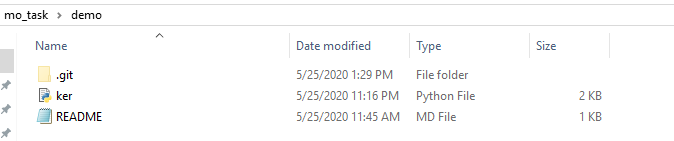 mo_task > demo
Name Date modified Type Size
.git 5/25/2020 1:29 PM File folder
ker 5/25/2020 11:16 PM Python File 2 KB
README 5/25/2020 11:45 AM MD File 1 KB